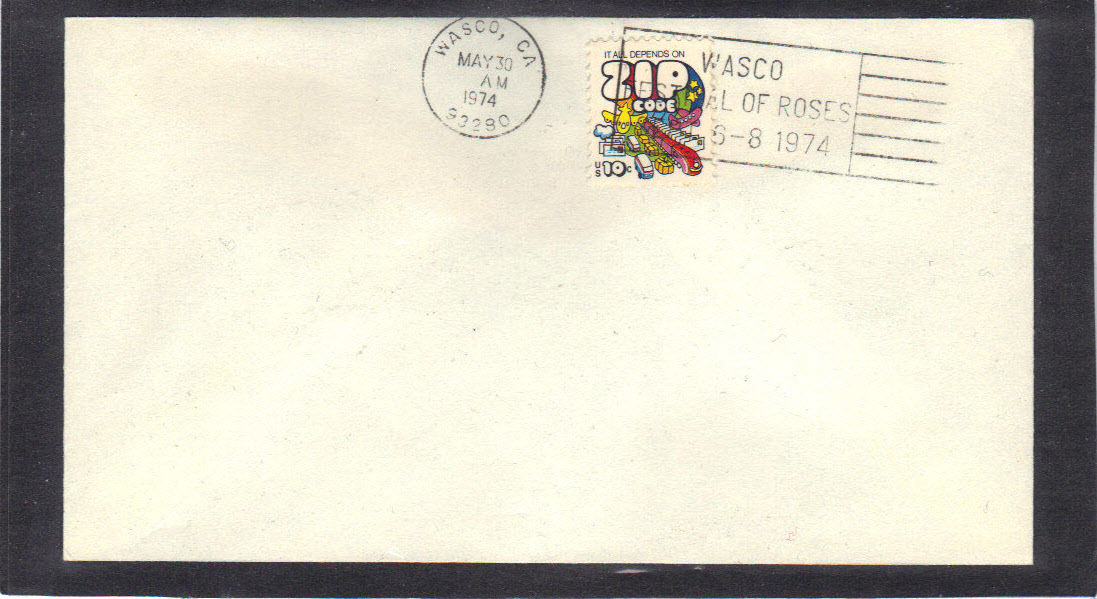 WASCO, CA
MAY 30
AM
1974
93280
IT ALL DEPENDS ON
ZIP
CODE
US 10c
WASCO
AL OF ROSES
6-8 1974